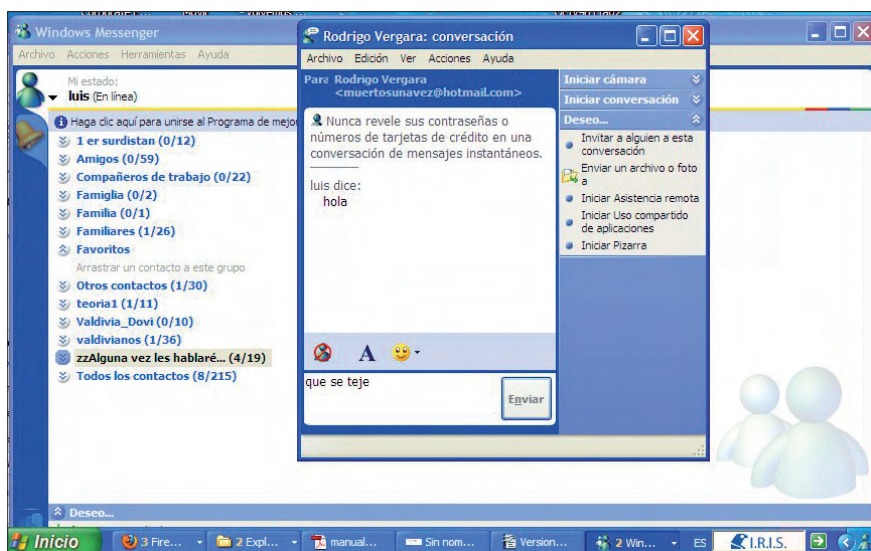 Windows Messenger
Archivo Acciones Herramientas Ayuda
Mi estado:
luis (En línea)
Haga clic aquí para unirse al Programa de mejor
1 er surdistan (0/12)
Amigos (0/59)
Compañeros de trabajo (0/22)
Famiglia (0/2)
Familia (0/1)
Familiares (1/26)
Favoritos
Arrastrar un contacto a este grupo
Otros contactos (1/30)
teoria1 (1/11)
Valdivia_Dovi (0/10)
valdivianos (1/36)
zzAlguna vez les hablaré... (4/19)
Todos los contactos (8/215)
Deseo...
Rodrigo Vergara: conversación
Archivo Edición Ver Acciones Ayuda
Para Rodrigo Vergara
<muertosunavez@hotmail.com>
Nunca revele sus contraseñas o
números de tarjetas de crédito en una
conversación de mensajes instantáneos.
luis dice:
hola
A
que se teje
Enviar
Iniciar cámara
Iniciar conversación
Deseo...
Invitar a alguien a esta
conversación
Enviar un archivo o foto
a
Iniciar Asistencia remota
Iniciar Uso compartido
de aplicaciones
Iniciar Pizarra
Inicio
3 Fire...
2 Expl...
manual...
Sin nom...
Version...
2 Win...
ES
I.R.I.S.